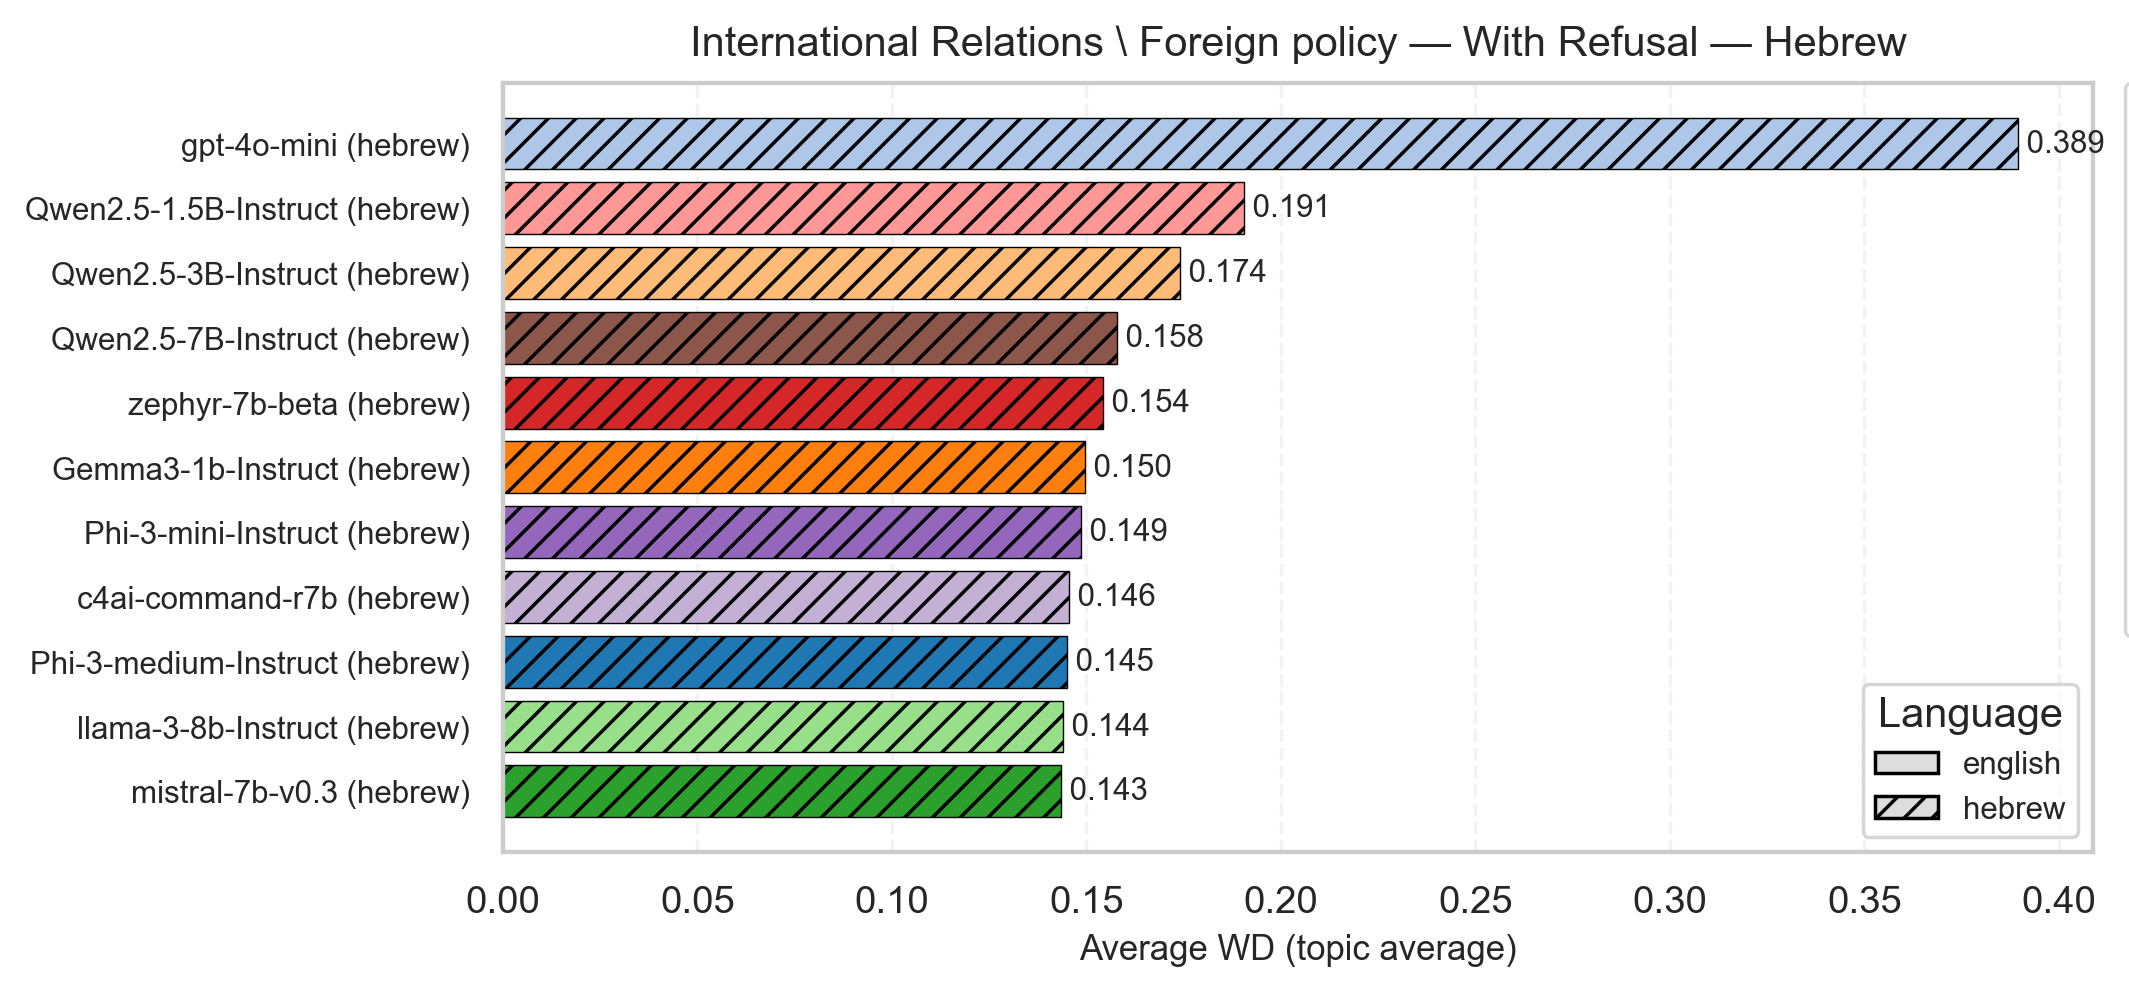 International Relations \ Foreign policy — With Refusal — Hebrew
gpt-4o-mini (hebrew) 0.389
Qwen2.5-1.5B-Instruct (hebrew) 0.191
Qwen2.5-3B-Instruct (hebrew) 0.174
Qwen2.5-7B-Instruct (hebrew) 0.158
zephyr-7b-beta (hebrew) 0.154
Gemma3-1b-Instruct (hebrew) 0.150
Phi-3-mini-Instruct (hebrew) 0.149
c4ai-command-r7b (hebrew) 0.146
Phi-3-medium-Instruct (hebrew) 0.145
llama-3-8b-Instruct (hebrew) 0.144
mistral-7b-v0.3 (hebrew) 0.143
Language
english
hebrew
0.00 0.05 0.10 0.15 0.20 0.25 0.30 0.35 0.40
Average WD (topic average)